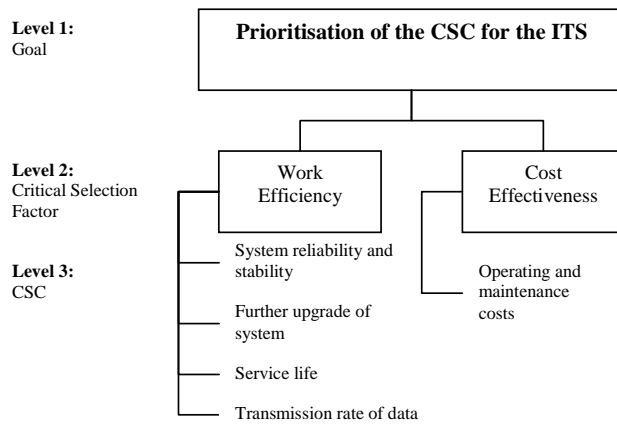 Level 1:
Goal
Prioritisation of the CSC for the ITS
Level 2:
Critical Selection
Factor
Work
Efficiency
Cost
Effectiveness
Level 3:
CSC
System reliability and
stability
Further upgrade of
system
Service life
Transmission rate of data
Operating and
maintenance
costs